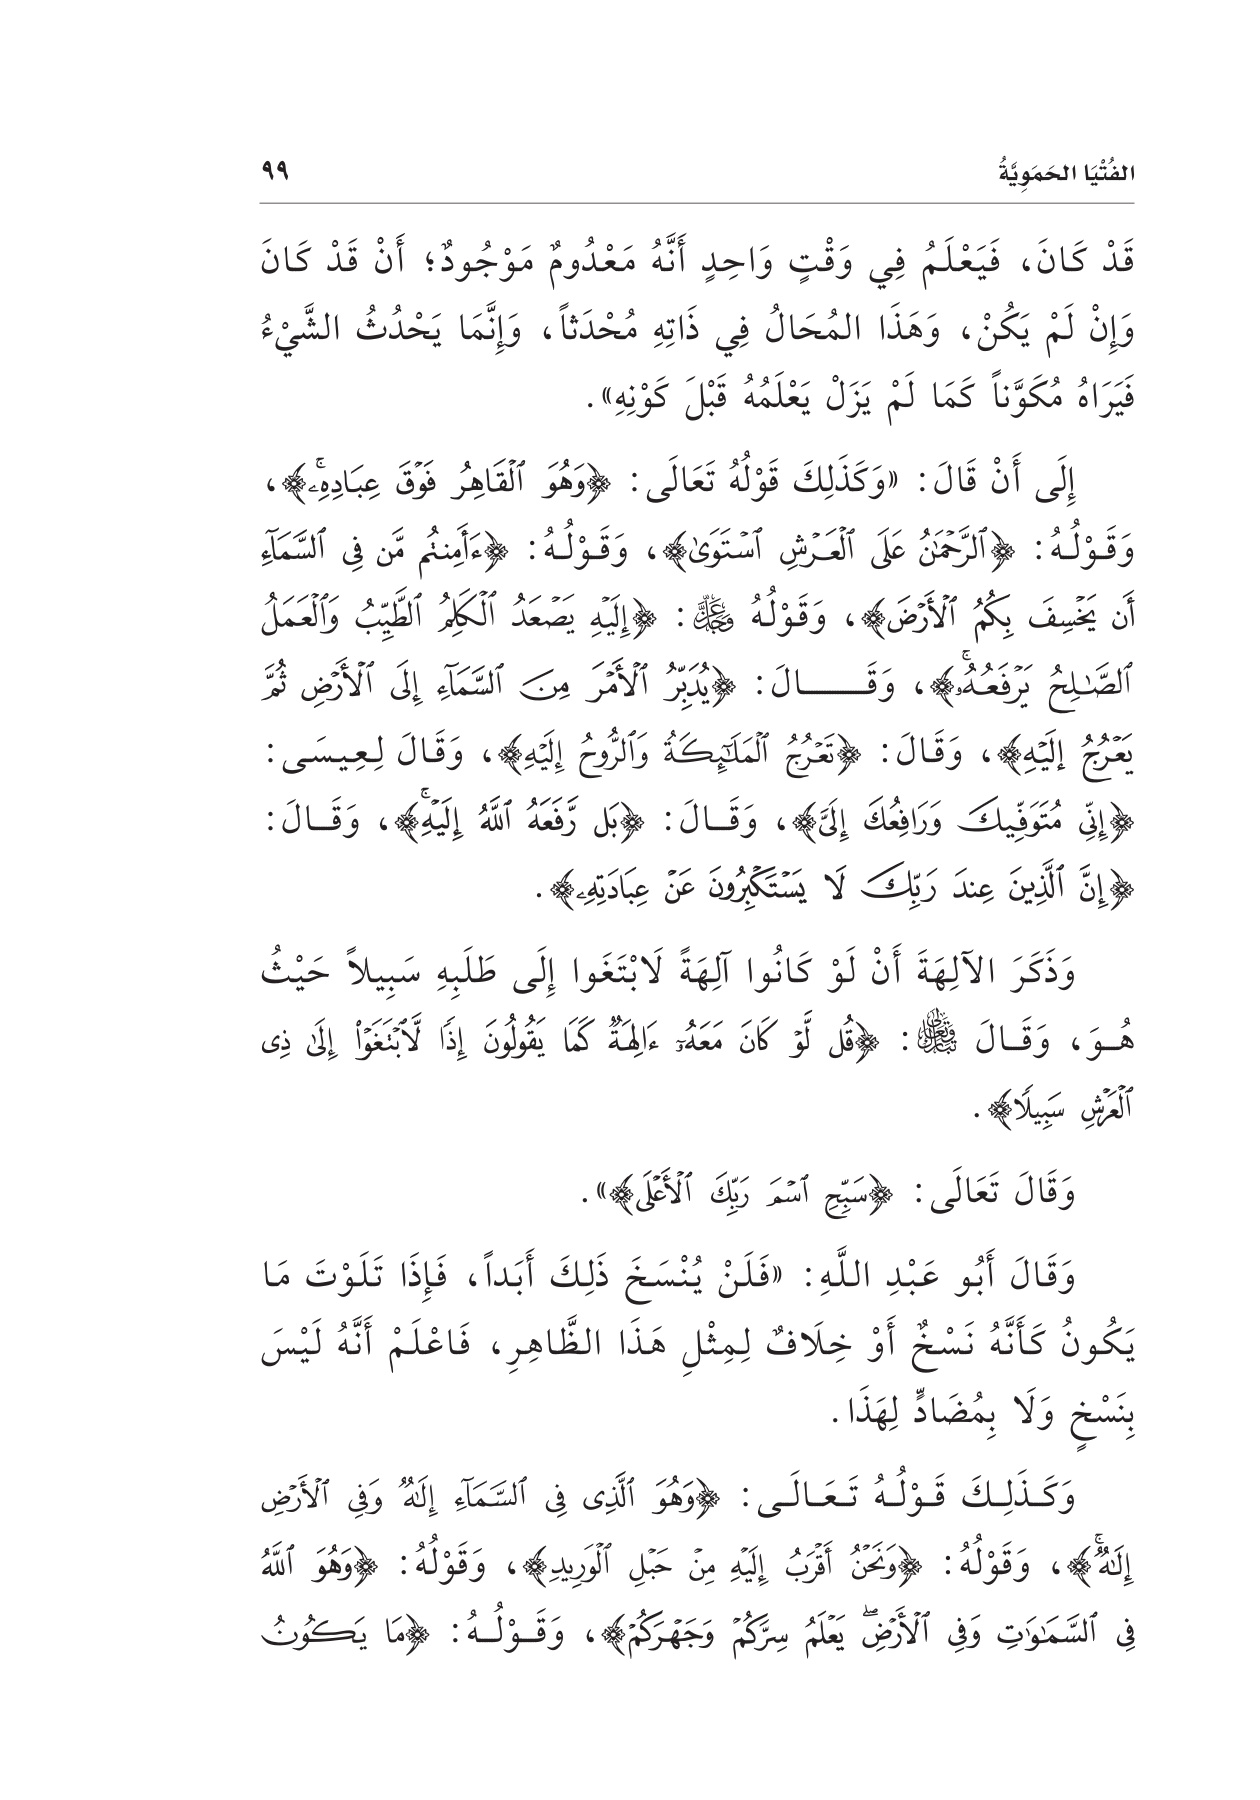 الفُتْيَا الحَمَوِيَّةُ ٩٩
قَدْ كَانَ، فَيَعْلَمُ فِي وَقْتٍ وَاحِدٍ أَنَّهُ مَعْدُومٌ مَوْجُودٌ؛ أَنْ قَدْ كَانَ
وَإِنْ لَمْ يَكُنْ، وَهَذَا المُحَالُ فِي ذَاتِهِ مُحْدَثاً، وَإِنَّمَا يَحْدُثُ الشَّيْءُ
فَيَرَاهُ مُكَوَّناً كَمَا لَمْ يَزَلْ يَعْلَمُهُ قَبْلَ كَوْنِهِ».
إِلَى أَنْ قَالَ: «وَكَذَلِكَ قَوْلُهُ تَعَالَى: ﴿وَهُوَ ٱلْقَاهِرُ فَوْقَ عِبَادِهِۦۚ﴾،
وَقَوْلُهُ: ﴿ٱلرَّحْمَٰنُ عَلَى ٱلْعَرْشِ ٱسْتَوَىٰ﴾، وَقَوْلُهُ: ﴿ءَأَمِنتُم مَّن فِى ٱلسَّمَآءِ
أَن يَخْسِفَ بِكُمُ ٱلْأَرْضَ﴾، وَقَوْلُهُ عَزَّ وَجَلَّ: ﴿إِلَيْهِ يَصْعَدُ ٱلْكَلِمُ ٱلطَّيِّبُ وَٱلْعَمَلُ
ٱلصَّٰلِحُ يَرْفَعُهُۥۚ﴾، وَقَالَ: ﴿يُدَبِّرُ ٱلْأَمْرَ مِنَ ٱلسَّمَآءِ إِلَى ٱلْأَرْضِ ثُمَّ
يَعْرُجُ إِلَيْهِ﴾، وَقَالَ: ﴿تَعْرُجُ ٱلْمَلَٰٓئِكَةُ وَٱلرُّوحُ إِلَيْهِ﴾، وَقَالَ لِعِيسَى:
﴿إِنِّى مُتَوَفِّيكَ وَرَافِعُكَ إِلَىَّ﴾، وَقَالَ: ﴿بَل رَّفَعَهُ ٱللَّهُ إِلَيْهِۚ﴾، وَقَالَ:
﴿إِنَّ ٱلَّذِينَ عِندَ رَبِّكَ لَا يَسْتَكْبِرُونَ عَنْ عِبَادَتِهِۦ﴾.
وَذَكَرَ الآلِهَةَ أَنْ لَوْ كَانُوا آلِهَةً لَابْتَغَوا إِلَى طَلَبِهِ سَبِيلاً حَيْثُ
هُوَ، وَقَالَ تَبَارَكَ وَتَعَالَى: ﴿قُل لَّوْ كَانَ مَعَهُۥٓ ءَالِهَةٌ كَمَا يَقُولُونَ إِذًا لَّٱبْتَغَوْا۟ إِلَىٰ ذِى
ٱلْعَرْشِ سَبِيلًا﴾.
وَقَالَ تَعَالَى: ﴿سَبِّحِ ٱسْمَ رَبِّكَ ٱلْأَعْلَى﴾».
وَقَالَ أَبُو عَبْدِ اللَّهِ: «فَلَنْ يُنْسَخَ ذَلِكَ أَبَداً، فَإِذَا تَلَوْتَ مَا
يَكُونُ كَأَنَّهُ نَسْخٌ أَوْ خِلَافٌ لِمِثْلِ هَذَا الظَّاهِرِ، فَاعْلَمْ أَنَّهُ لَيْسَ
بِنَسْخٍ وَلَا بِمُضَادٍّ لِهَذَا.
وَكَذَلِكَ قَوْلُهُ تَعَالَى: ﴿وَهُوَ ٱلَّذِى فِى ٱلسَّمَآءِ إِلَٰهٌ وَفِى ٱلْأَرْضِ
إِلَٰهٌۚ﴾، وَقَوْلُهُ: ﴿وَنَحْنُ أَقْرَبُ إِلَيْهِ مِنْ حَبْلِ ٱلْوَرِيدِ﴾، وَقَوْلُهُ: ﴿وَهُوَ ٱللَّهُ
فِى ٱلسَّمَٰوَٰتِ وَفِى ٱلْأَرْضِۖ يَعْلَمُ سِرَّكُمْ وَجَهْرَكُمْ﴾، وَقَوْلُهُ: ﴿مَا يَكُونُ